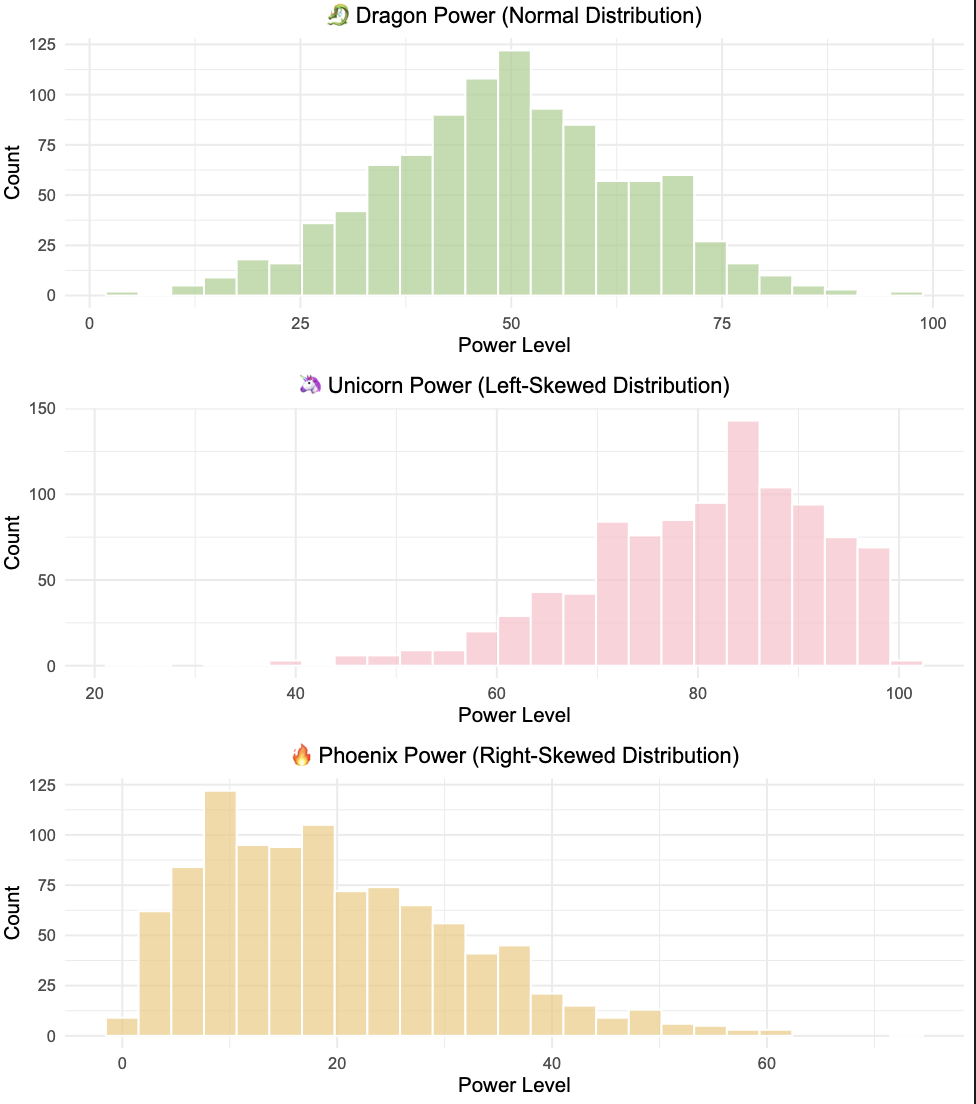 🐉 Dragon Power (Normal Distribution)
125
100
75
50
25
0
Count
0 25 50 75 100
Power Level
🦄 Unicorn Power (Left-Skewed Distribution)
150
100
50
0
Count
20 40 60 80 100
Power Level
🔥 Phoenix Power (Right-Skewed Distribution)
125
100
75
50
25
0
Count
0 20 40 60
Power Level